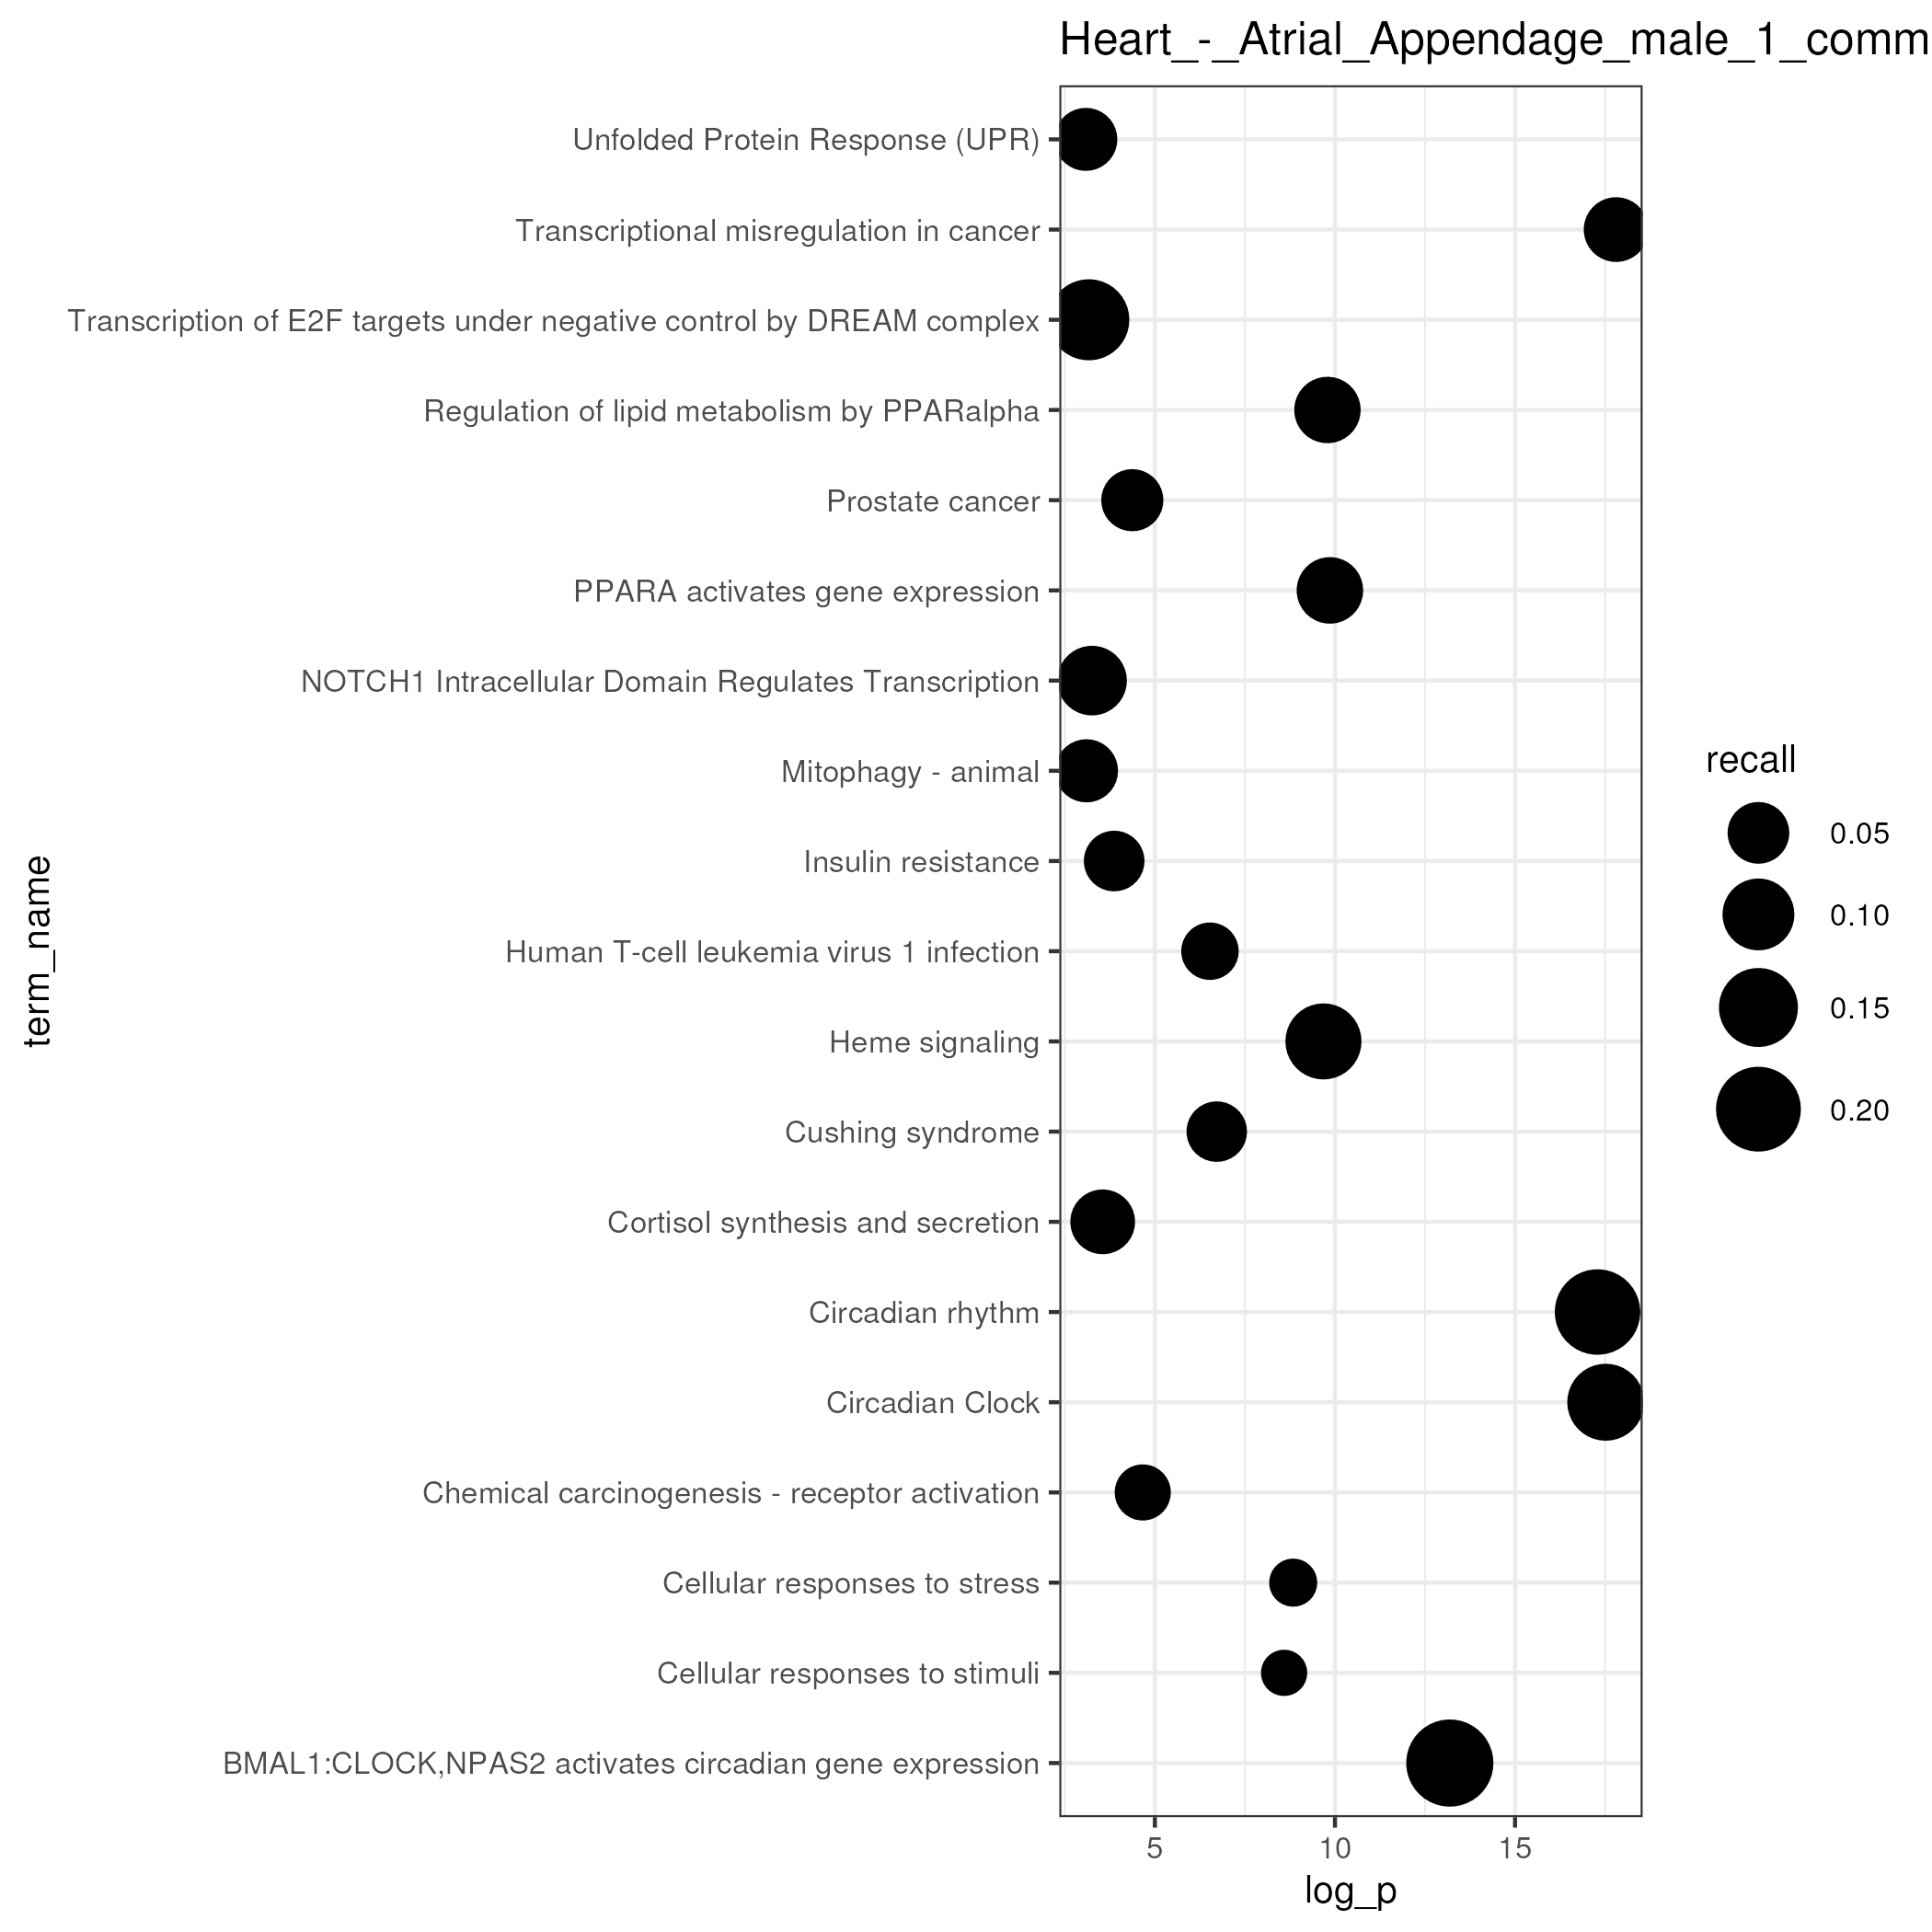 Heart_-_Atrial_Appendage_male_1_comm
Unfolded Protein Response (UPR)
Transcriptional misregulation in cancer
Transcription of E2F targets under negative control by DREAM complex
Regulation of lipid metabolism by PPARalpha
Prostate cancer
PPARA activates gene expression
NOTCH1 Intracellular Domain Regulates Transcription
Mitophagy - animal
Insulin resistance
Human T-cell leukemia virus 1 infection
Heme signaling
Cushing syndrome
Cortisol synthesis and secretion
Circadian rhythm
Circadian Clock
Chemical carcinogenesis - receptor activation
Cellular responses to stress
Cellular responses to stimuli
BMAL1:CLOCK,NPAS2 activates circadian gene expression
term_name
5 10 15
log_p
recall
0.05
0.10
0.15
0.20